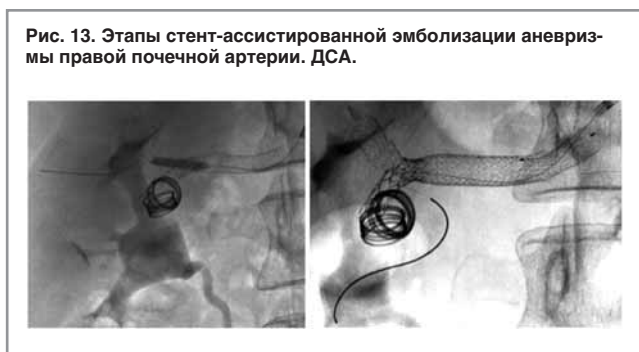 Рис. 13. Этапы стент-ассистированной эмболизации аневриз-
мы правой почечной артерии. ДСА.